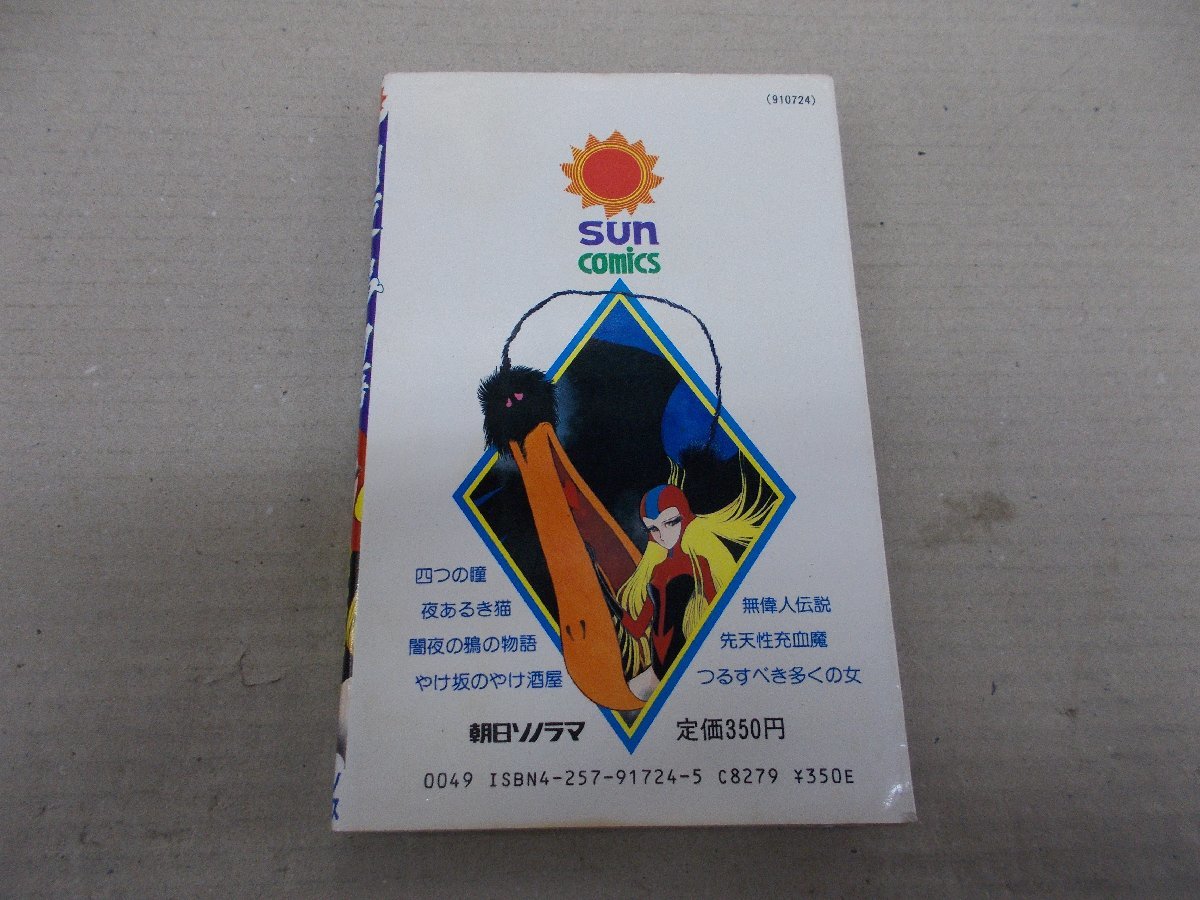 (910724)
sun
comics
四つの瞳
夜あるき猫
闇夜の鴉の物語
やけ坂のやけ酒屋
無偉人伝説
先天性充血魔
つるすべき多くの女
朝日ソノラマ 定価350円
0049 ISBN4-257-91724-5 C8279 ¥350E